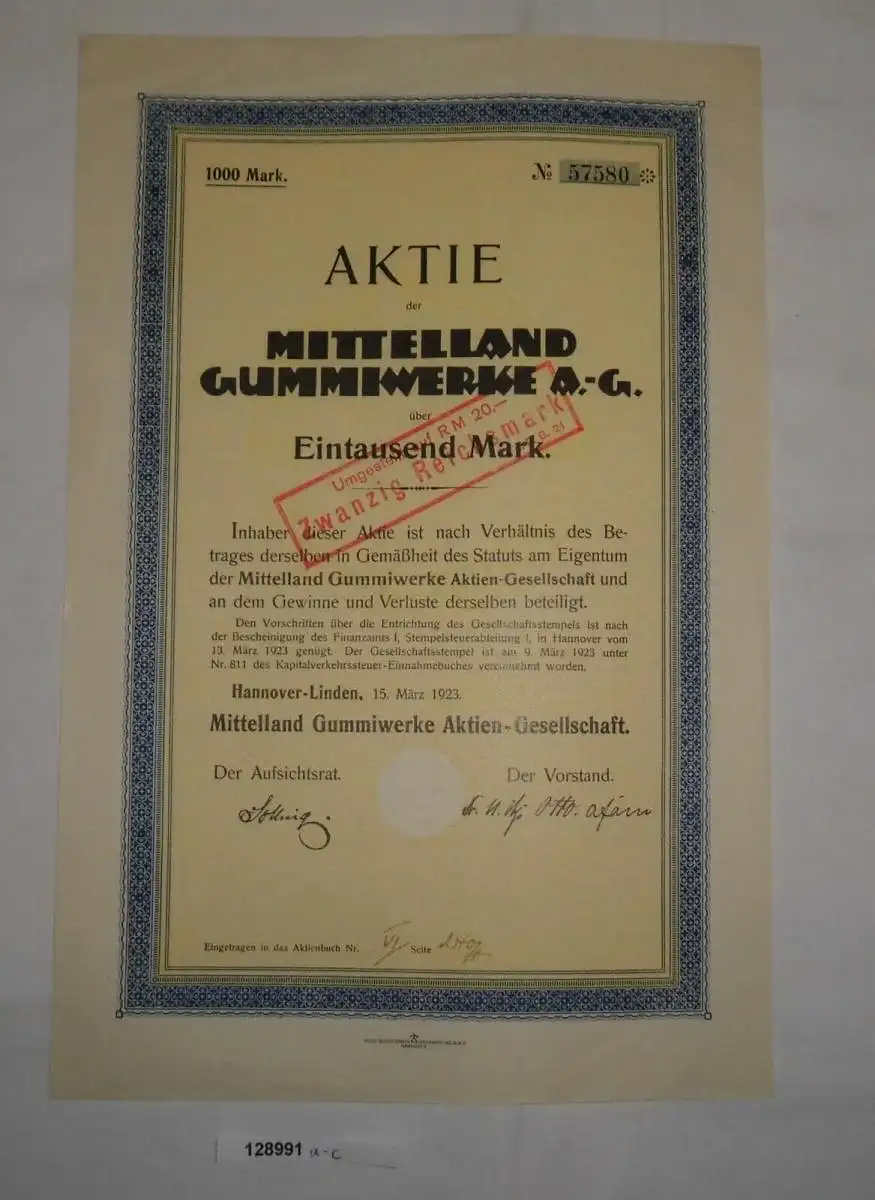 1000 Mark.
№ 57580
AKTIE
der
MITTELLAND
GUMMIWERKE A.-G.
über
Eintausend Mark.
Umgestellt auf RM 20.—
Zwanzig Reichsmark
Inhaber dieser Aktie ist nach Verhältnis des Be-
trages derselben in Gemäßheit des Statuts am Eigentum
der Mittelland Gummiwerke Aktien-Gesellschaft und
an dem Gewinne und Verluste derselben beteiligt.
Den Vorschriften über die Entrichtung des Gesellschaftsstempels ist nach
der Bescheinigung des Finanzamts I, Stempelsteuerabteilung I, in Hannover vom
13. März 1923 genügt. Der Gesellschaftsstempel ist am 9. März 1923 unter
Nr. 811 des Kapitalverkehrssteuer-Einnahmebuches vereinnahmt worden.
Hannover-Linden, 15. März 1923.
Mittelland Gummiwerke Aktien-Gesellschaft.
Der Aufsichtsrat.
Der Vorstand.
Eingetragen in das Aktienbuch Nr. VI Seite
128991 a-c